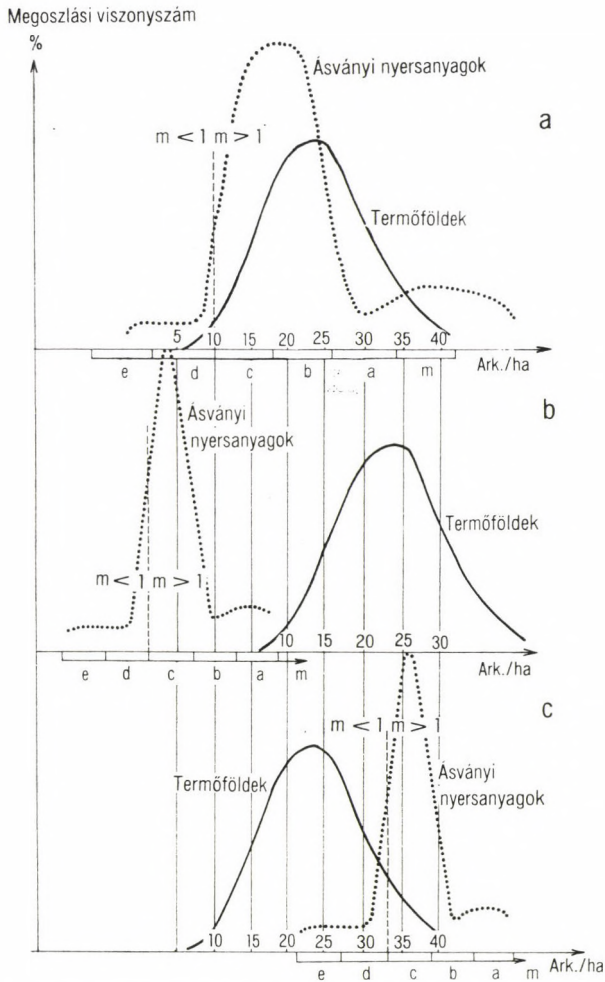 Megoszlási viszonyszám
%
Ásványi nyersanyagok
a
m < 1 m > 1
Termőföldek
5 10 15 20 25 30 35 40
Ark./ha
e d c b a m
Ásványi
nyersanyagok
b
Termőföldek
m < 1 m > 1
10 15 20 25 30
Ark./ha
e d c b a m
c
m < 1 m > 1
Termőföldek
Ásványi
nyersanyagok
10 15 20 25 30 35 40
Ark./ha
e d c b a m